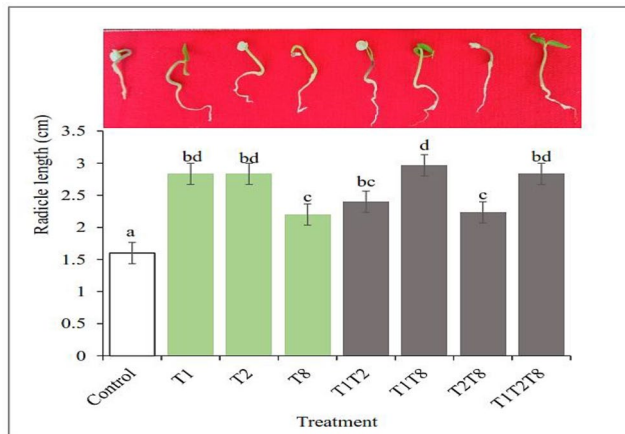 3.5
3
2.5
2
1.5
1
0.5
0
Radicle length (cm)
a
bd
bd
c
bc
d
c
bd
Control
T1
T2
T8
T1T2
T1T8
T2T8
T1T2T8
Treatment